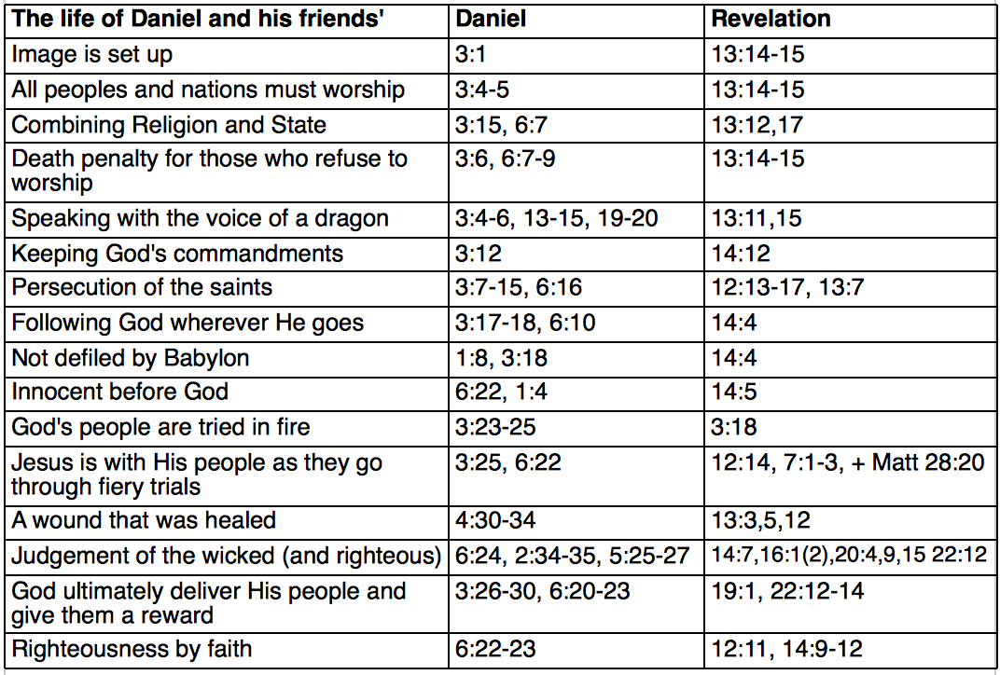 The life of Daniel and his friends' Daniel Revelation
Image is set up 3:1 13:14-15
All peoples and nations must worship 3:4-5 13:14-15
Combining Religion and State 3:15, 6:7 13:12,17
Death penalty for those who refuse to 3:6, 6:7-9 13:14-15
worship
Speaking with the voice of a dragon 3:4-6, 13-15, 19-20 13:11,15
Keeping God's commandments 3:12 14:12
Persecution of the saints 3:7-15, 6:16 12:13-17, 13:7
Following God wherever He goes 3:17-18, 6:10 14:4
Not defiled by Babylon 1:8, 3:18 14:4
Innocent before God 6:22, 1:4 14:5
God's people are tried in fire 3:23-25 3:18
Jesus is with His people as they go 3:25, 6:22 12:14, 7:1-3, + Matt 28:20
through fiery trials
A wound that was healed 4:30-34 13:3,5,12
Judgement of the wicked (and righteous) 6:24, 2:34-35, 5:25-27 14:7,16:1(2),20:4,9,15 22:12
God ultimately deliver His people and 3:26-30, 6:20-23 19:1, 22:12-14
give them a reward
Righteousness by faith 6:22-23 12:11, 14:9-12